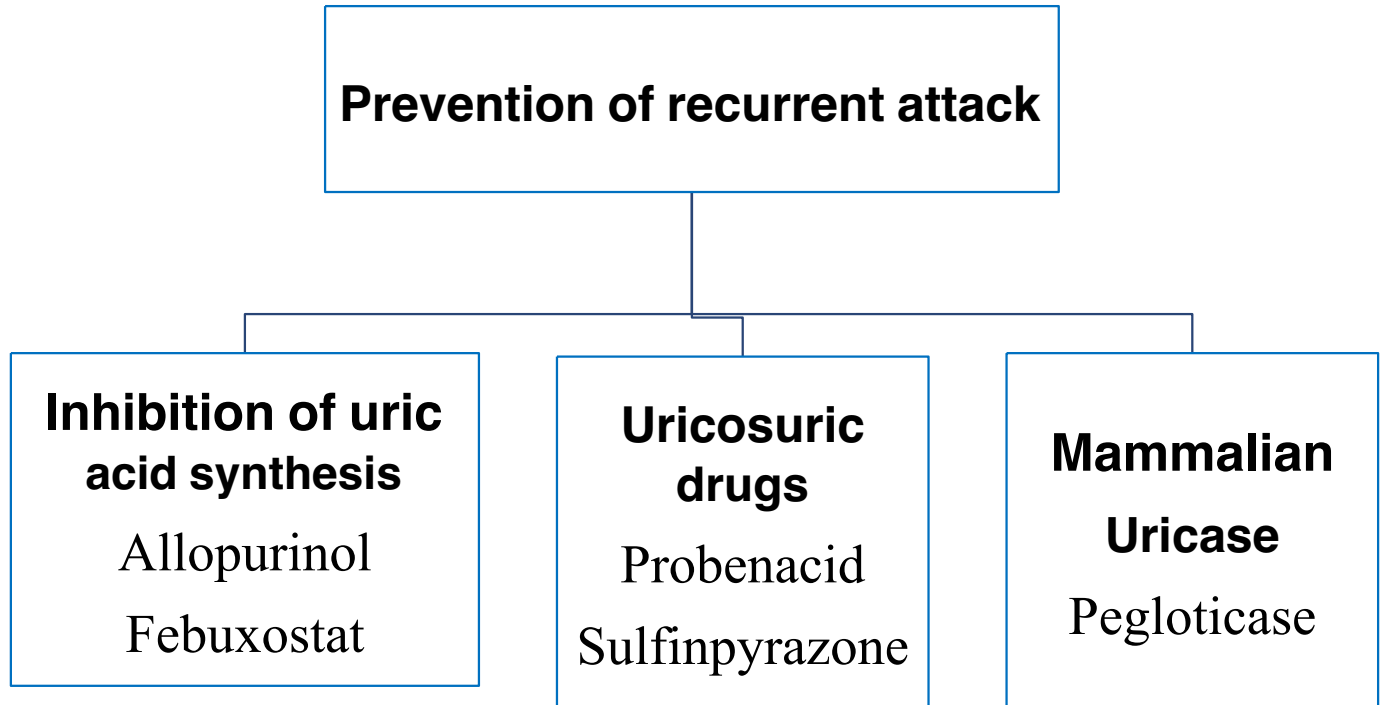 Prevention of recurrent attack
Inhibition of uric
acid synthesis
Allopurinol
Febuxostat
Uricosuric
drugs
Probenacid
Sulfinpyrazone
Mammalian
Uricase
Pegloticase